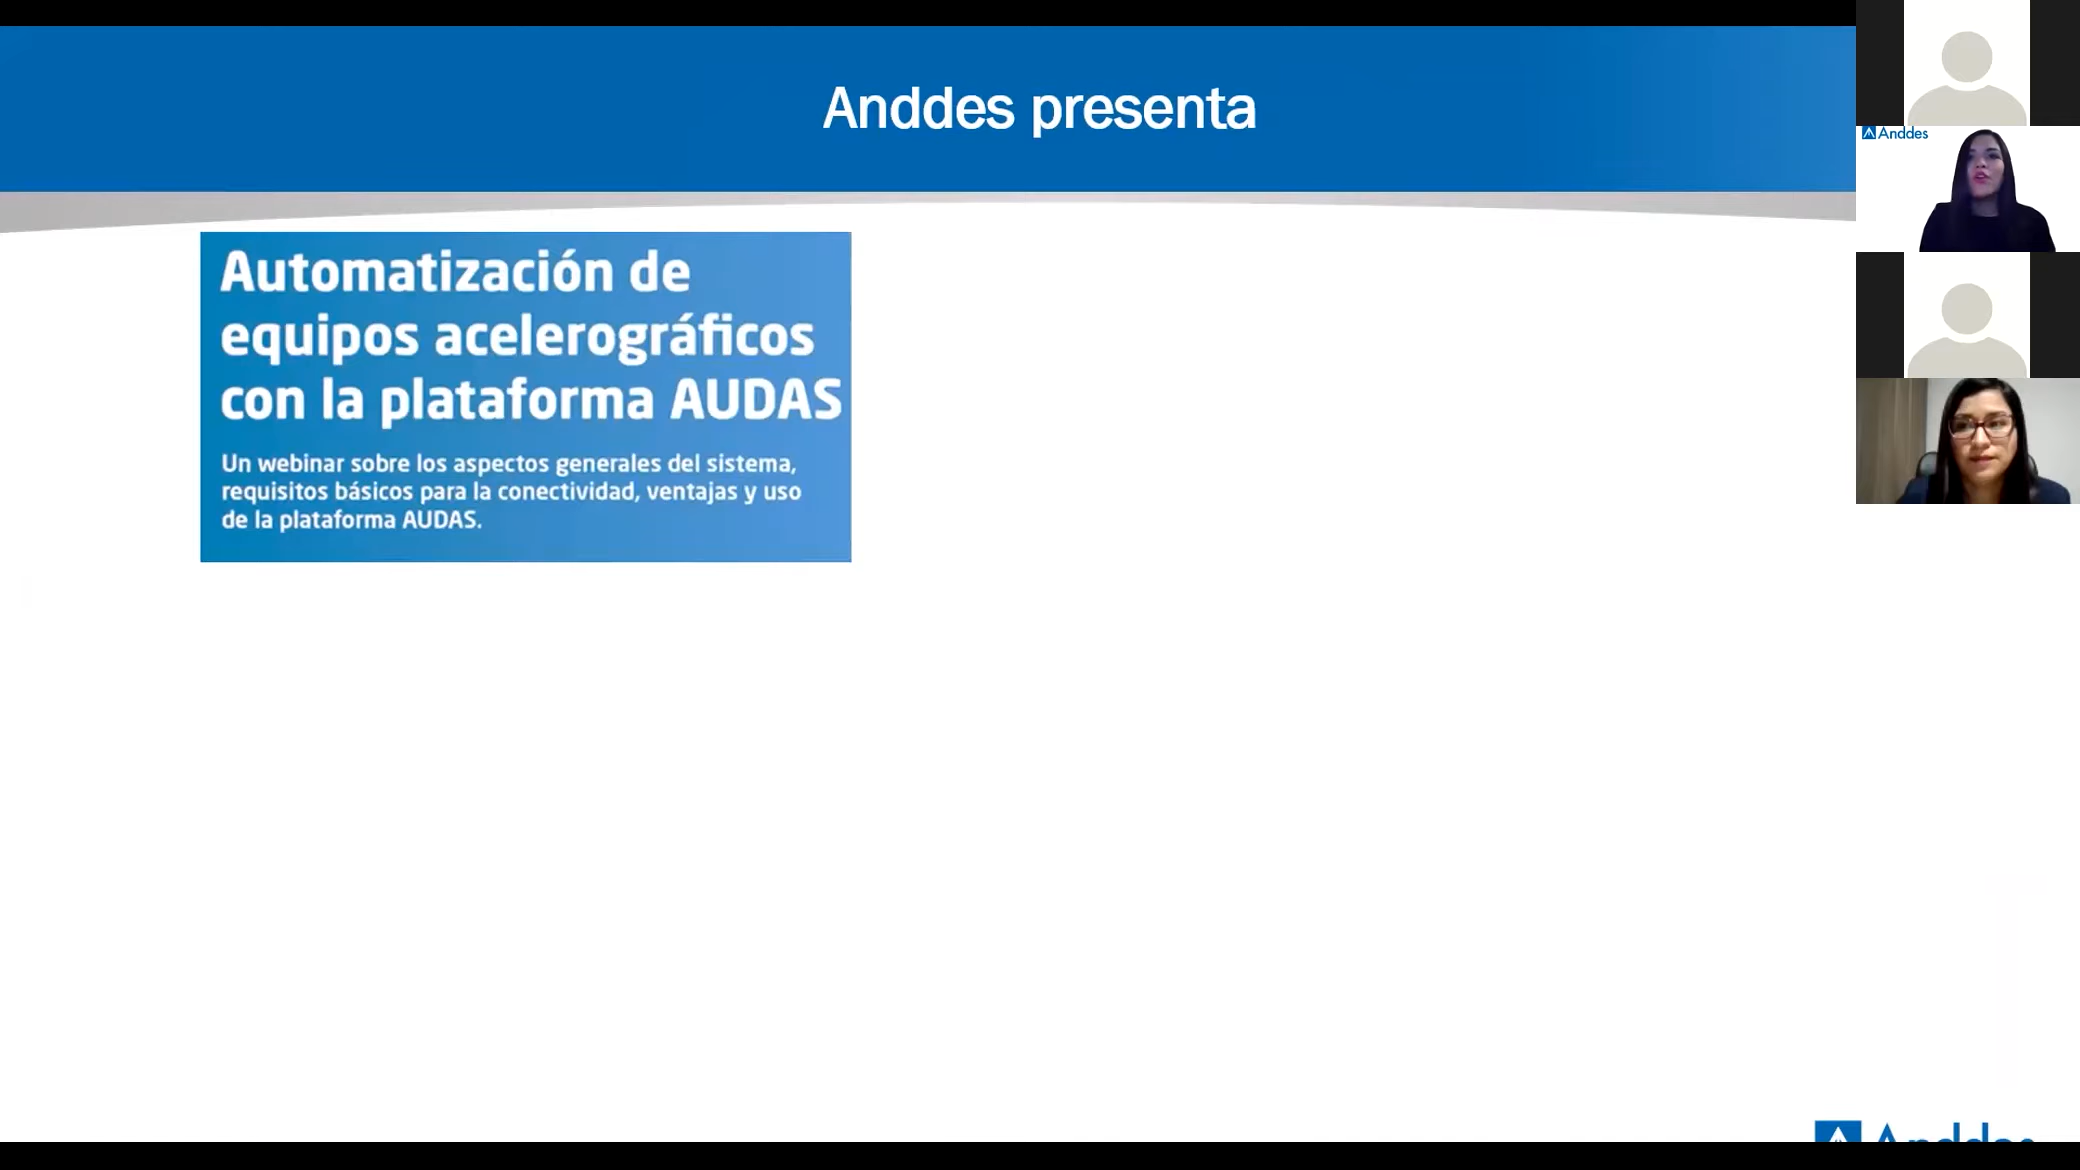 Anddes presenta
Anddes
Automatización de
equipos acelerográficos
con la plataforma AUDAS
Un webinar sobre los aspectos generales del sistema,
requisitos básicos para la conectividad, ventajas y uso
de la plataforma AUDAS.
Anddes